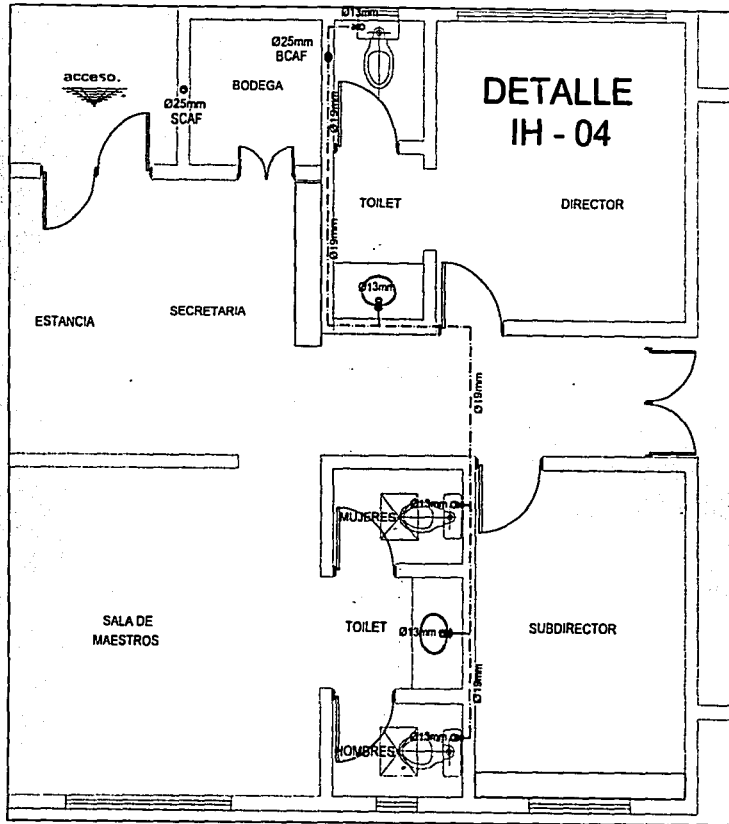 Ø13mm
Ø25mm
BCAF
acceso.
BODEGA
Ø25mm
SCAF
DETALLE
IH - 04
Ø19mm
TOILET
DIRECTOR
Ø19mm
Ø13mm
ESTANCIA
SECRETARIA
Ø19mm
Ø13mm
MUJERES
SALA DE
MAESTROS
TOILET
Ø13mm
SUBDIRECTOR
Ø19mm
Ø13mm
HOMBRES